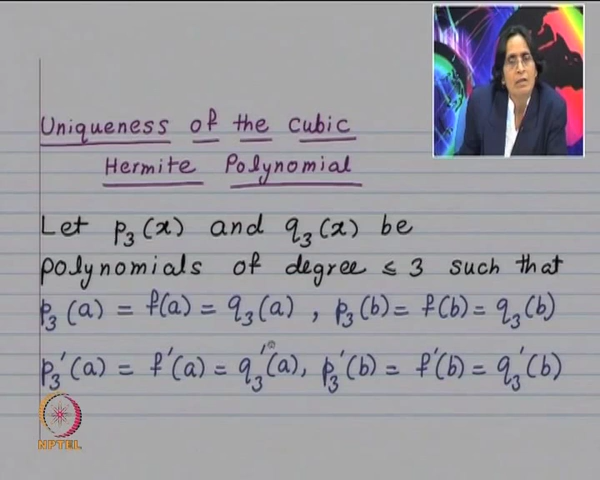 Uniqueness of the Cubic
Hermite Polynomial
Let p₃(x) and q₃(x) be
polynomials of degree ≤ 3 such that
p₃(a) = f(a) = q₃(a), p₃(b) = f(b) = q₃(b)
p₃'(a) = f'(a) = q₃'(a), p₃'(b) = f'(b) = q₃'(b)
NPTEL